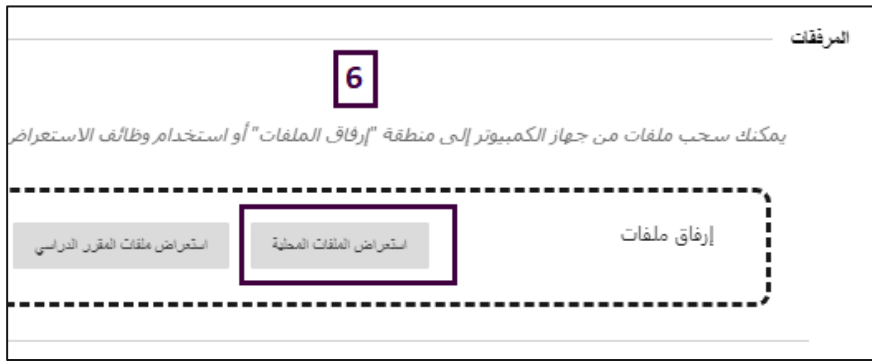 المرفقات
6
يمكنك سحب ملفات من جهاز الكمبيوتر إلى منطقة "إرفاق الملفات" أو استخدام وظائف الاستعراض
إرفاق ملفات
استعراض الملفات المحلية
استعراض ملفات المقرر الدراسي